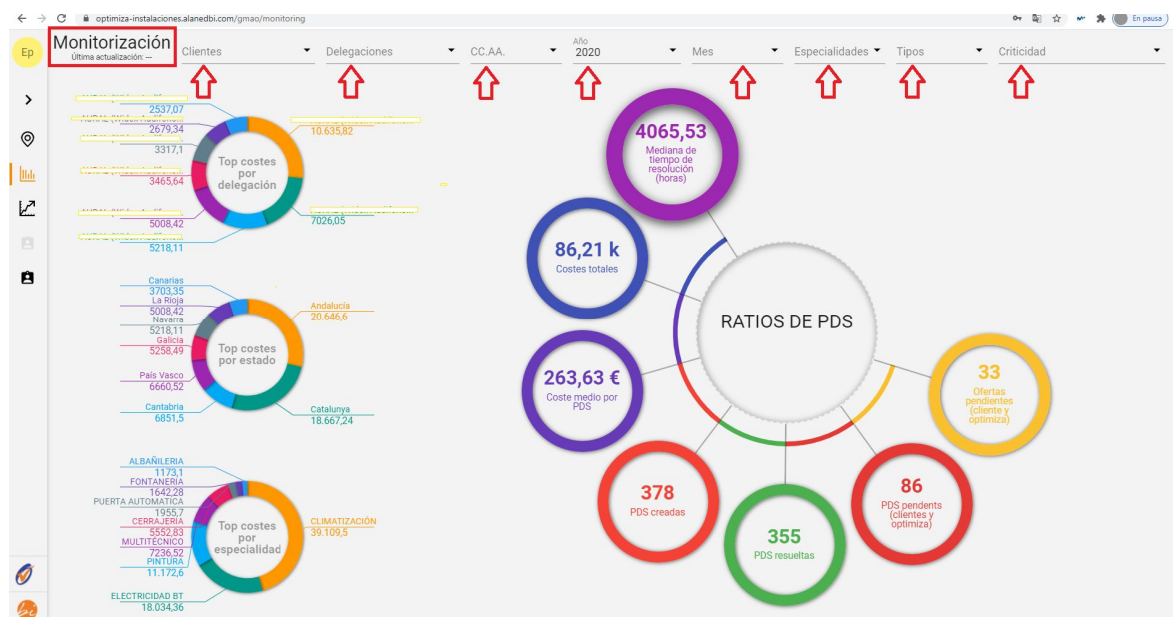 optimiza-instalaciones.alanedbi.com/gmao/monitoring
En pausa
Ep
Monitorización
Última actualización: --
Clientes
Delegaciones
CC.AA.
Año
2020
Mes
Especialidades
Tipos
Criticidad
2537,07
2679,34
3317,1
3465,64
5008,42
5218,11
10.635,82
7026,05
Top costes
por
delegación
Canarias
3703,35
La Rioja
5008,42
Navarra
5218,11
Galicia
5258,49
País Vasco
6660,52
Cantabria
6851,5
Andalucía
20.646,6
Catalunya
18.667,24
Top costes
por estado
ALBAÑILERIA
1173,1
FONTANERIA
1642,28
PUERTA AUTOMATICA
1955,7
CERRAJERÍA
5552,83
MULTITÉCNICO
7236,52
PINTURA
11.172,6
ELECTRICIDAD BT
18.034,36
CLIMATIZACIÓN
39.109,5
Top costes
por
especialidad
4065,53
Mediana de
tiempo de
resolución
(horas)
86,21 k
Costes totales
263,63 €
Coste medio por
PDS
378
PDS creadas
355
PDS resueltas
86
PDS pendents
(clientes y
optimiza)
33
Ofertas
pendientes
(cliente y
optimiza)
RATIOS DE PDS
bi